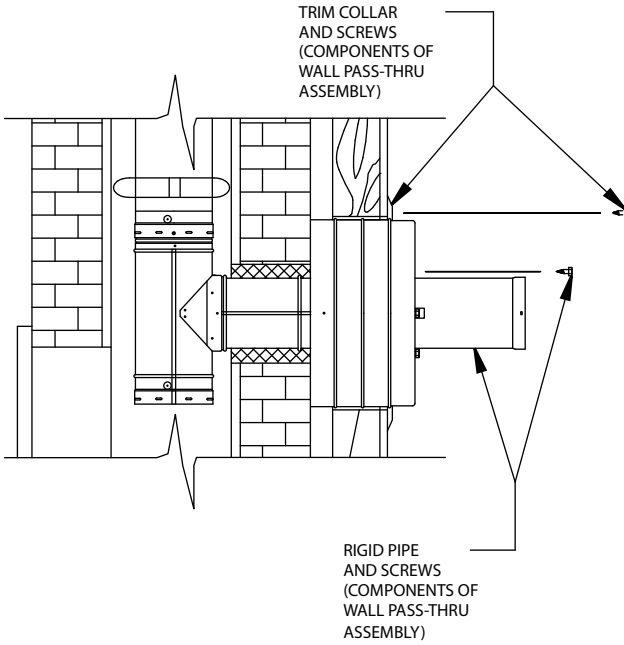 TRIM COLLAR
AND SCREWS
(COMPONENTS OF
WALL PASS-THRU
ASSEMBLY)
RIGID PIPE
AND SCREWS
(COMPONENTS OF
WALL PASS-THRU
ASSEMBLY)